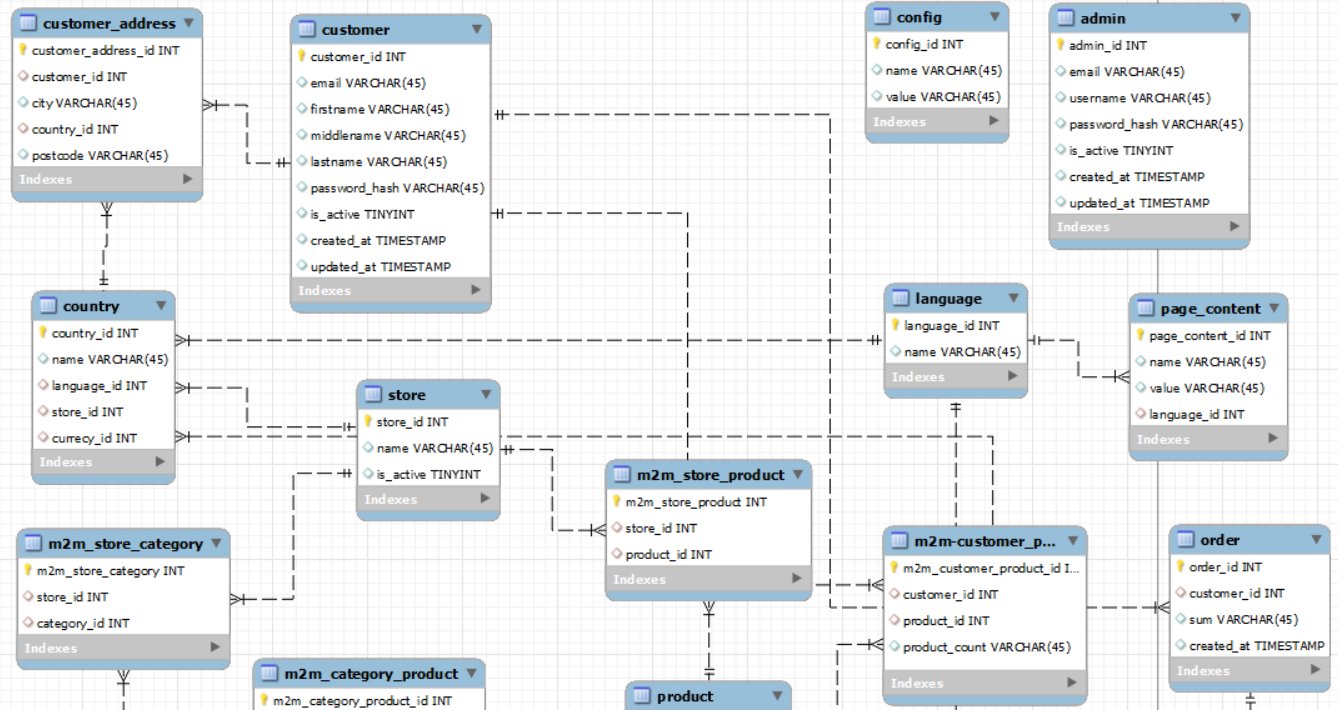 customer_address
customer_address_id INT
customer_id INT
city VARCHAR(45)
country_id INT
postcode VARCHAR(45)
Indexes
customer
customer_id INT
email VARCHAR(45)
firstname VARCHAR(45)
middlename VARCHAR(45)
lastname VARCHAR(45)
password_hash VARCHAR(45)
is_active TINYINT
created_at TIMESTAMP
updated_at TIMESTAMP
Indexes
config
config_id INT
name VARCHAR(45)
value VARCHAR(45)
Indexes
admin
admin_id INT
email VARCHAR(45)
username VARCHAR(45)
password_hash VARCHAR(45)
is_active TINYINT
created_at TIMESTAMP
updated_at TIMESTAMP
Indexes
country
country_id INT
name VARCHAR(45)
language_id INT
store_id INT
currecy_id INT
Indexes
store
store_id INT
name VARCHAR(45)
is_active TINYINT
Indexes
language
language_id INT
name VARCHAR(45)
Indexes
page_content
page_content_id INT
name VARCHAR(45)
value VARCHAR(45)
language_id INT
Indexes
m2m_store_category
m2m_store_category INT
store_id INT
category_id INT
Indexes
m2m_store_product
m2m_store_product INT
store_id INT
product_id INT
Indexes
m2m-customer_p...
m2m_customer_product_id I...
customer_id INT
product_id INT
product_count VARCHAR(45)
Indexes
order
order_id INT
customer_id INT
sum VARCHAR(45)
created_at TIMESTAMP
Indexes
m2m_category_product
m2m_category_product_id INT
product